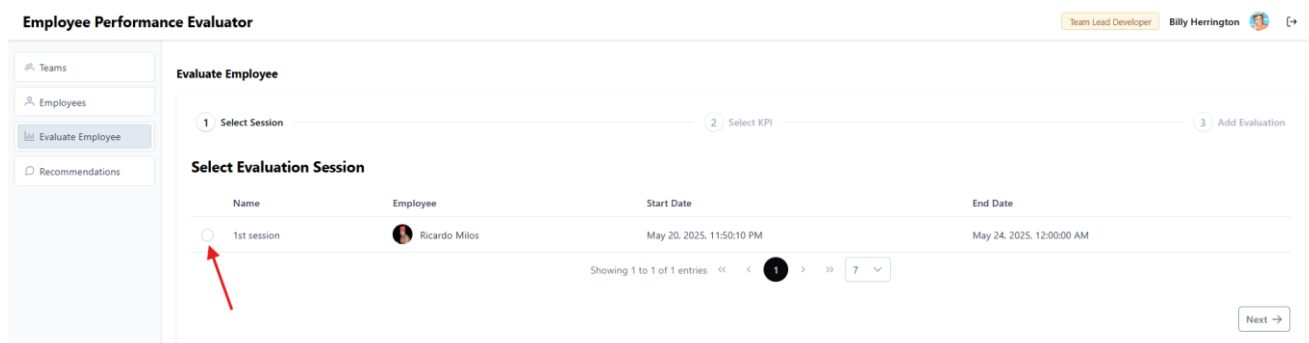 Employee Performance Evaluator
Team Lead Developer Billy Herrington
Teams
Employees
Evaluate Employee
Recommendations
Evaluate Employee
1 Select Session 2 Select KPI 3 Add Evaluation
Select Evaluation Session
Name Employee Start Date End Date
1st session Ricardo Milos May 20, 2025, 11:50:10 PM May 24, 2025, 12:00:00 AM
Showing 1 to 1 of 1 entries « ‹ 1 › » 7
Next →